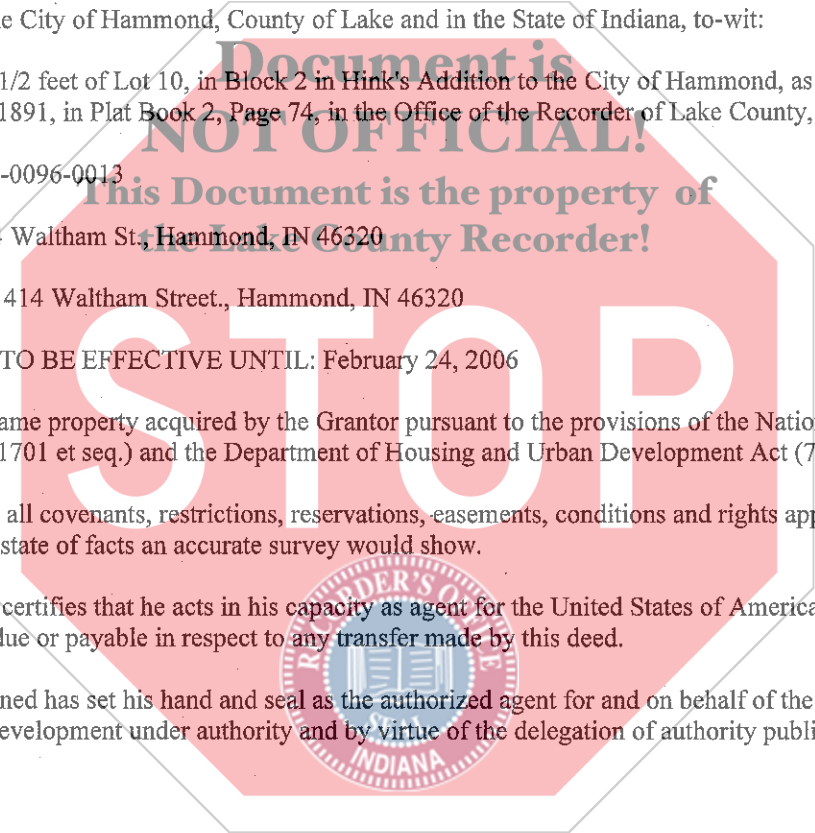 e City of Hammond, County of Lake and in the State of Indiana, to-wit:
Document is
1/2 feet of Lot 10, in Block 2 in Hink's Addition to the City of Hammond, as
1891, in Plat Book 2, Page 74, in the Office of the Recorder of Lake County,
NOT OFFICIAL!
-0096-0013
This Document is the property of
Waltham St., Hammond, IN 46320
the Lake County Recorder!
414 Waltham Street., Hammond, IN 46320
STOP
TO BE EFFECTIVE UNTIL: February 24, 2006
ame property acquired by the Grantor pursuant to the provisions of the Natio
1701 et seq.) and the Department of Housing and Urban Development Act (7
all covenants, restrictions, reservations, easements, conditions and rights app
state of facts an accurate survey would show.
certifies that he acts in his capacity as agent for the United States of America
due or payable in respect to any transfer made by this deed.
ned has set his hand and seal as the authorized agent for and on behalf of the
evelopment under authority and by virtue of the delegation of authority publi
RECORDER'S OFFICE
SEAL
INDIANA